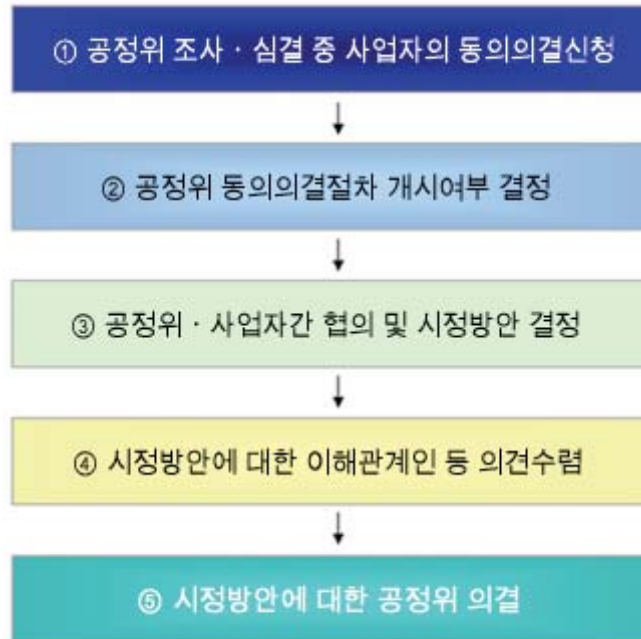 ① 공정위 조사 · 심결 중 사업자의 동의의결신청
② 공정위 동의의결절차 개시여부 결정
③ 공정위 · 사업자간 협의 및 시정방안 결정
④ 시정방안에 대한 이해관계인 등 의견수렴
⑤ 시정방안에 대한 공정위 의결